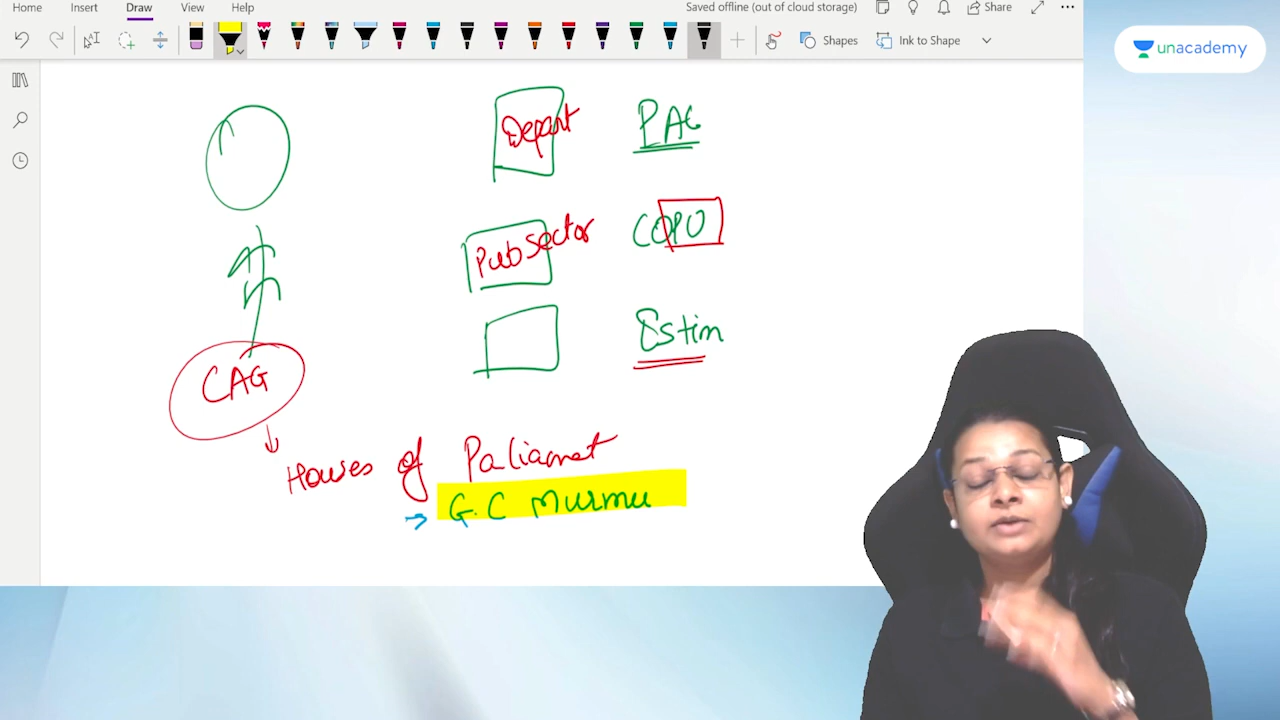 Home Insert Draw View Help Saved offline (out of cloud storage) Share
Shapes Ink to Shape
unacademy
Depart PAC
Pub Sector COPU
Estim
CAG
Houses of Paliamet
→ G.C Murmu